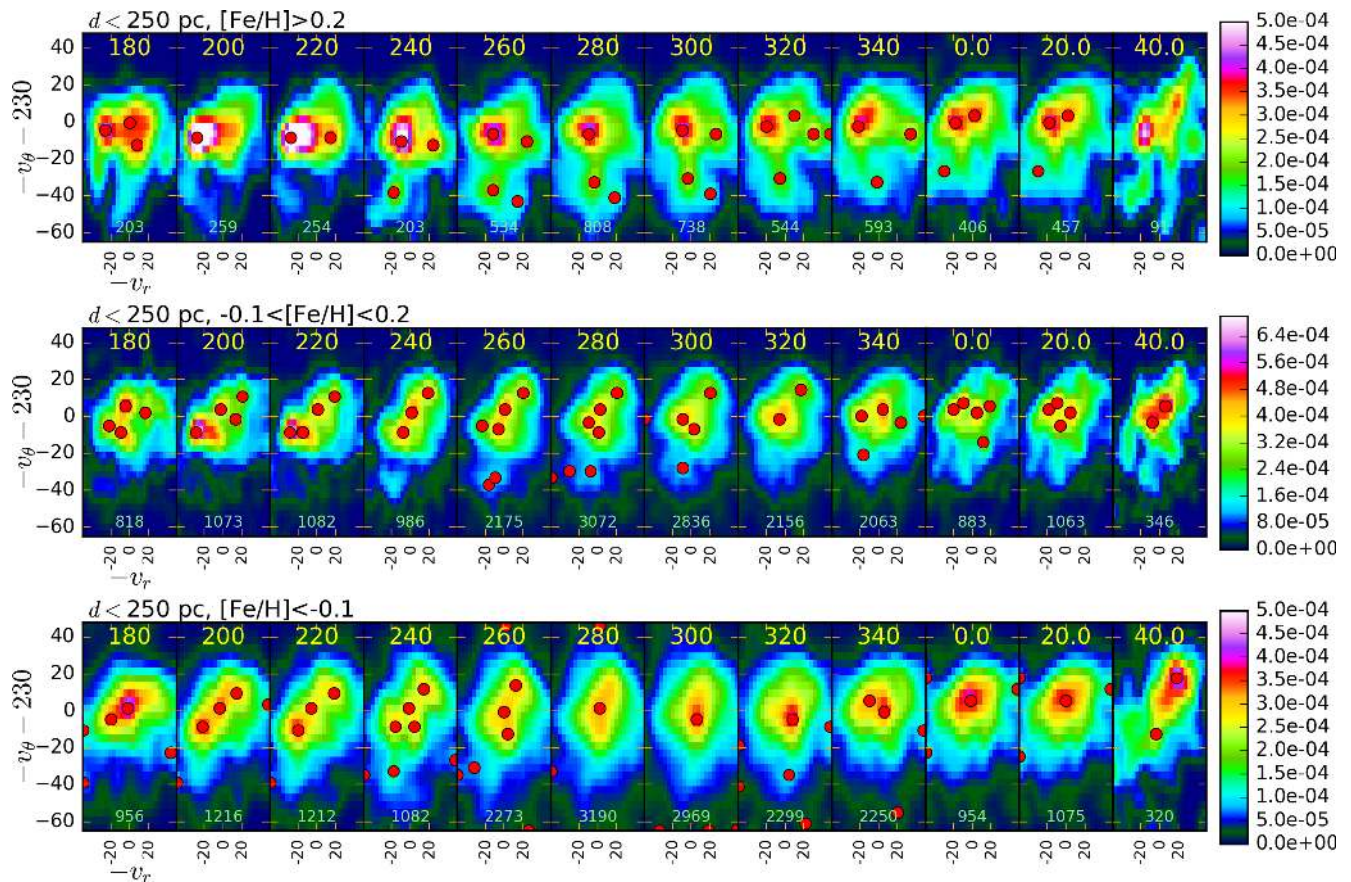 d < 250 pc, [Fe/H]>0.2
180 200 220 240 260 280 300 320 340 0.0 20.0 40.0
40
20
0
−20
−40
−60
−vθ − 230
203 259 254 203 534 808 738 544 593 406 457
-20 0 20 -20 0 20 -20 0 20 -20 0 20 -20 0 20 -20 0 20 -20 0 20 -20 0 20 -20 0 20 -20 0 20 -20 0 20 -20 0 20
−vr
5.0e-04
4.5e-04
4.0e-04
3.5e-04
3.0e-04
2.5e-04
2.0e-04
1.5e-04
1.0e-04
5.0e-05
0.0e+00
d < 250 pc, -0.1<[Fe/H]<0.2
180 200 220 240 260 280 300 320 340 0.0 20.0 40.0
40
20
0
−20
−40
−60
−vθ − 230
818 1073 1082 986 2175 3072 2836 2156 2063 883 1063 346
-20 0 20 -20 0 20 -20 0 20 -20 0 20 -20 0 20 -20 0 20 -20 0 20 -20 0 20 -20 0 20 -20 0 20 -20 0 20 -20 0 20
−vr
6.4e-04
5.6e-04
4.8e-04
4.0e-04
3.2e-04
2.4e-04
1.6e-04
8.0e-05
0.0e+00
d < 250 pc, [Fe/H]<-0.1
180 200 220 240 260 280 300 320 340 0.0 20.0 40.0
40
20
0
−20
−40
−60
−vθ − 230
956 1216 1212 1082 2273 3190 2969 2299 2250 954 1075 320
-20 0 20 -20 0 20 -20 0 20 -20 0 20 -20 0 20 -20 0 20 -20 0 20 -20 0 20 -20 0 20 -20 0 20 -20 0 20 -20 0 20
−vr
5.0e-04
4.5e-04
4.0e-04
3.5e-04
3.0e-04
2.5e-04
2.0e-04
1.5e-04
1.0e-04
5.0e-05
0.0e+00